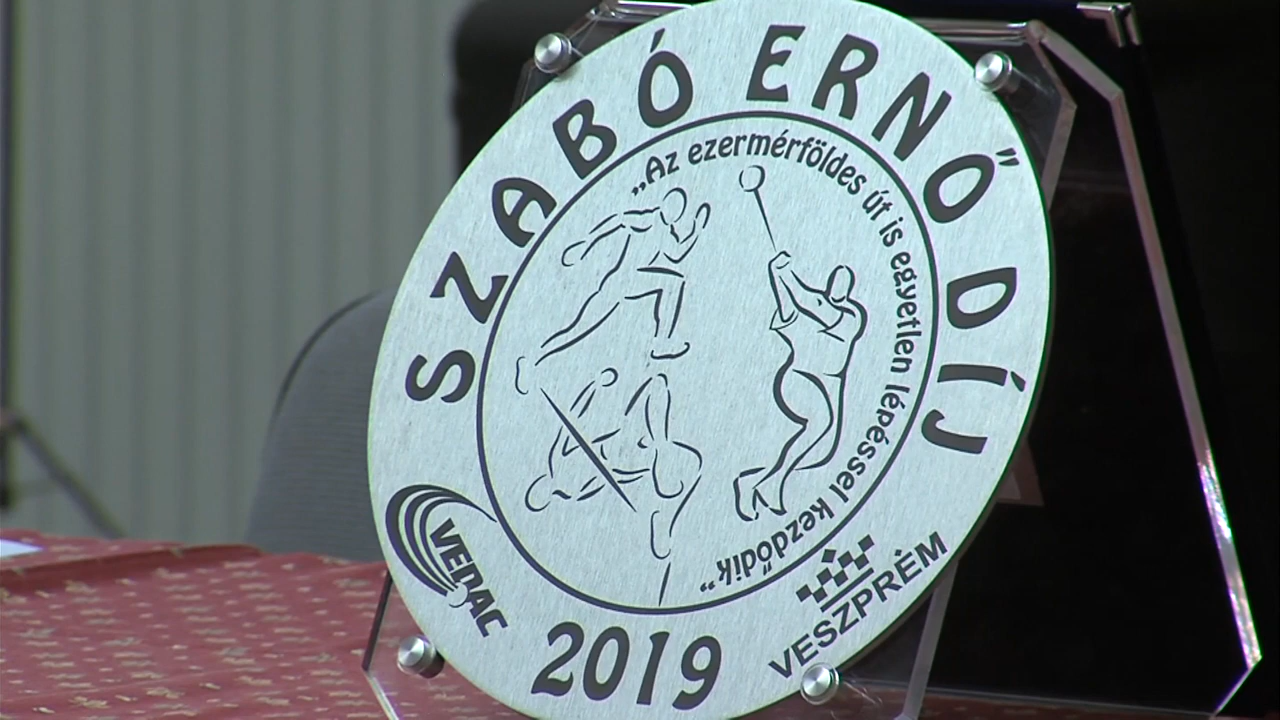 SZABÓ ERNŐ DÍJ
„Az ezermérföldes út is egyetlen lépéssel kezdődik”
VEDAC
2019
VESZPRÉM